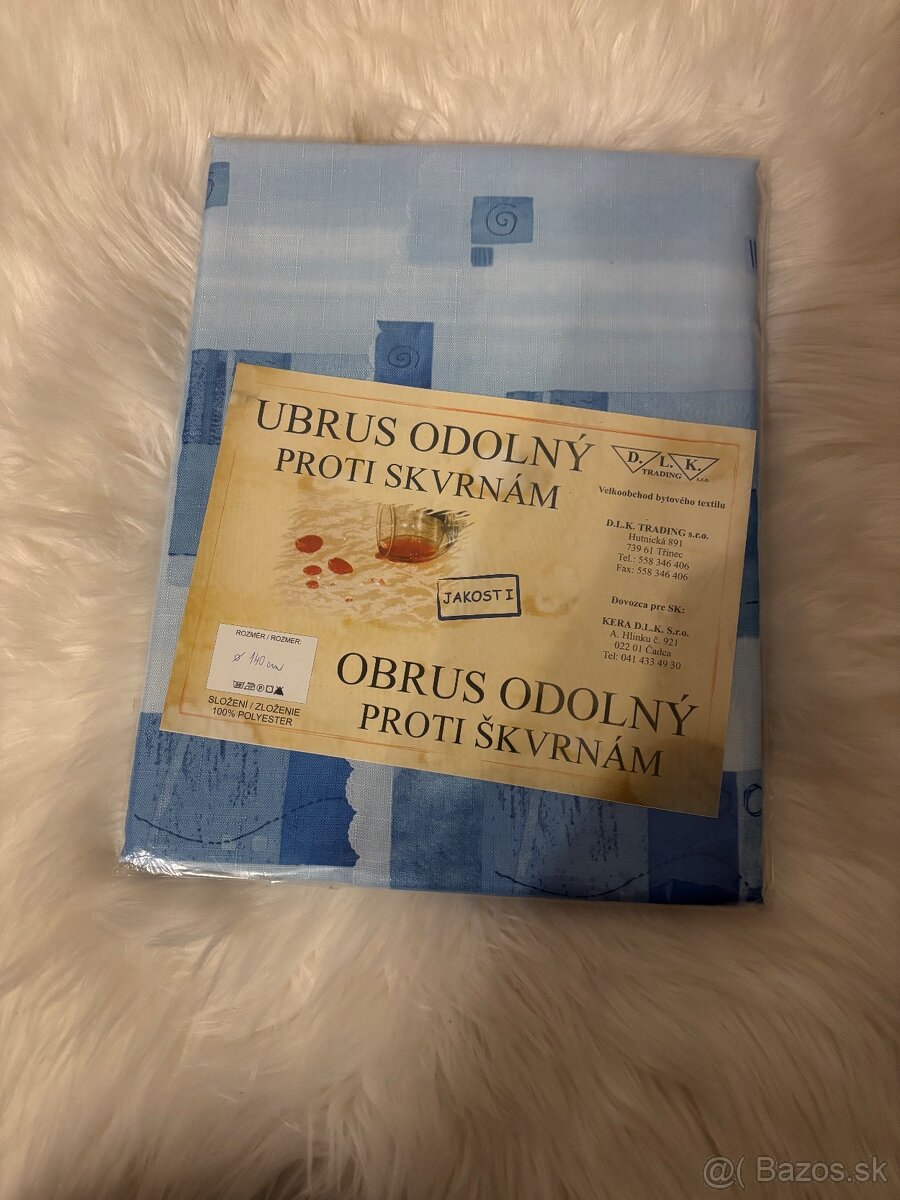 UBRUS ODOLNÝ
PROTI SKVRNÁM
D. L. K.
TRADING s.r.o.
Velkoobchod bytového textilu
D.L.K. TRADING s.r.o.
Hutnická 891
739 61 Třinec
Tel.: 558 346 406
Fax: 558 346 406
JAKOST I
Dovozca pre SK:
KERA D.L.K. S.r.o.
A. Hlinku č. 921
022 01 Čadca
Tel: 041 433 49 30
ROZMĚR / ROZMER:
ø 140 cm
SLOŽENÍ / ZLOŽENIE
100% POLYESTER
OBRUS ODOLNÝ
PROTI ŠKVRNÁM
@( Bazos.sk